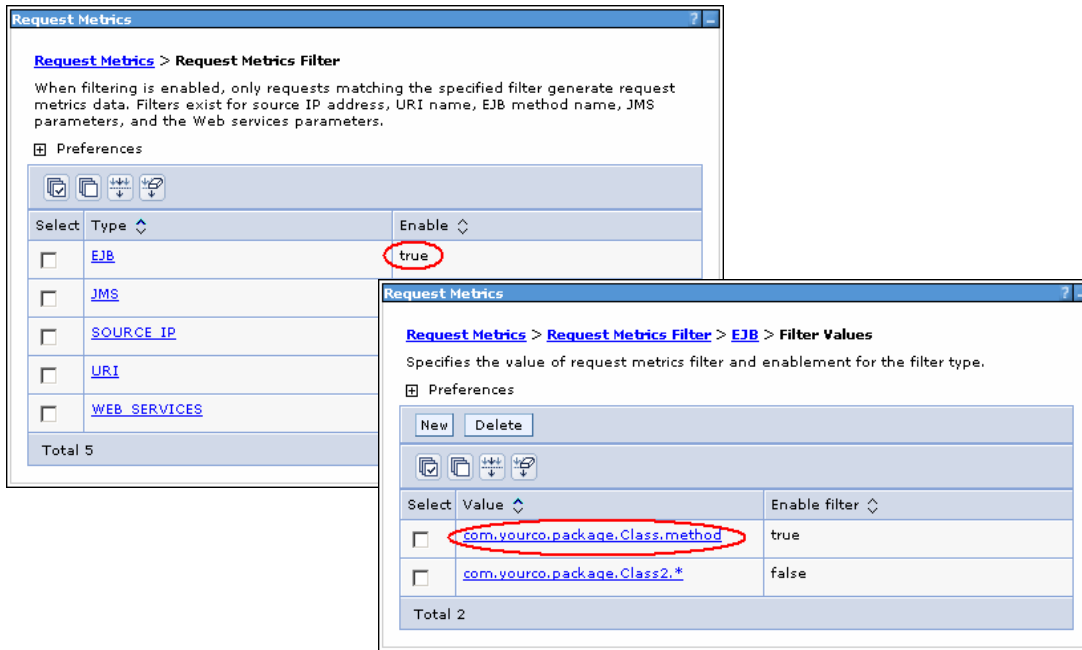 Request Metrics
Request Metrics > Request Metrics Filter
When filtering is enabled, only requests matching the specified filter generate request
metrics data. Filters exist for source IP address, URI name, EJB method name, JMS
parameters, and the Web services parameters.
Preferences
Select Type Enable
EJB true
JMS
SOURCE IP
URI
WEB SERVICES
Total 5
Request Metrics
Request Metrics > Request Metrics Filter > EJB > Filter Values
Specifies the value of request metrics filter and enablement for the filter type.
Preferences
New Delete
Select Value Enable filter
com.yourco.package.Class.method true
com.yourco.package.Class2.* false
Total 2